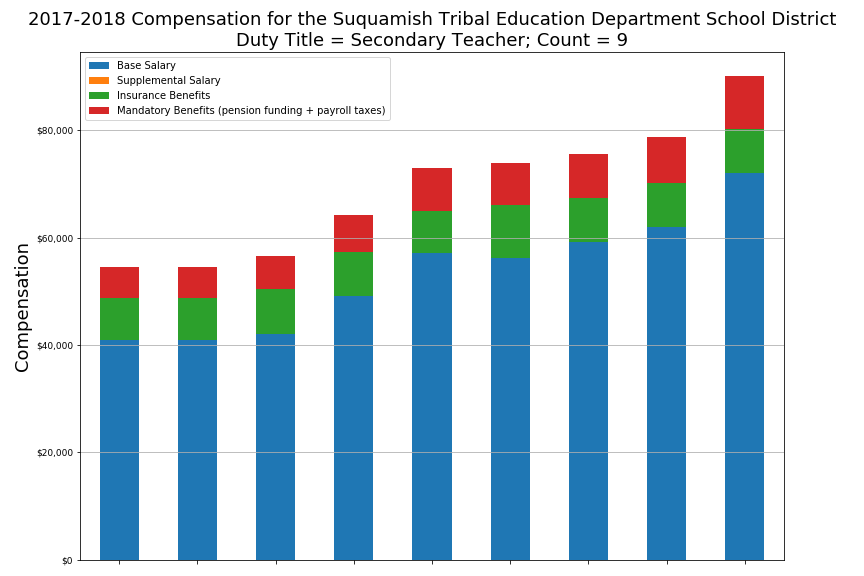 2017-2018 Compensation for the Suquamish Tribal Education Department School District
Duty Title = Secondary Teacher; Count = 9
Base Salary
Supplemental Salary
Insurance Benefits
Mandatory Benefits (pension funding + payroll taxes)
$80,000
$60,000
$40,000
$20,000
$0
Compensation